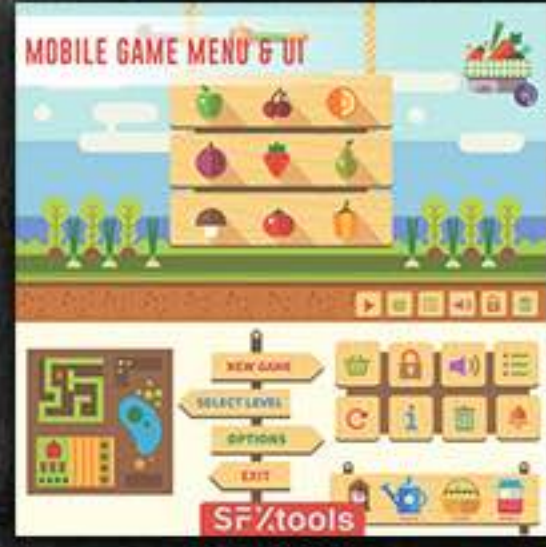 MOBILE GAME MENU & UI
NEW GAME
SELECT LEVEL
OPTIONS
EXIT
SFXtools